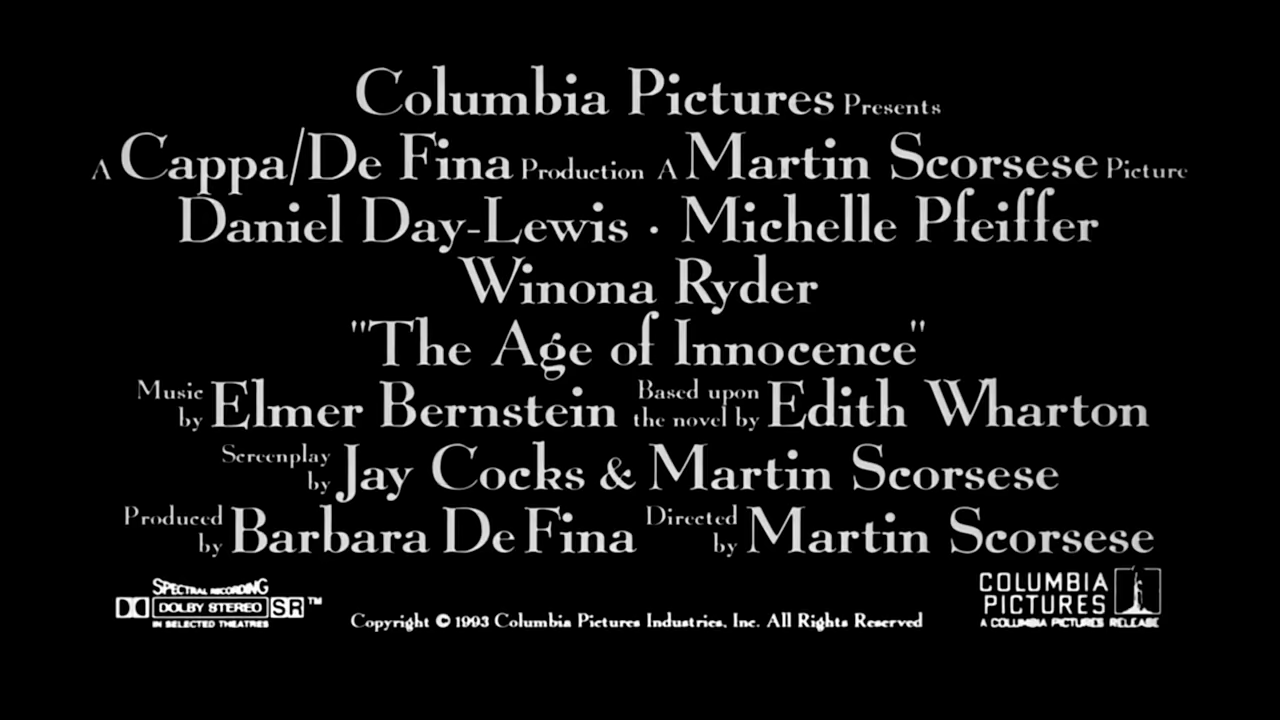 Columbia Pictures Presents
A Cappa/De Fina Production A Martin Scorsese Picture
Daniel Day-Lewis · Michelle Pfeiffer
Winona Ryder
"The Age of Innocence"
Music by Elmer Bernstein Based upon the novel by Edith Wharton
Screenplay by Jay Cocks & Martin Scorsese
Produced by Barbara De Fina Directed by Martin Scorsese
SPECTRAL RECORDING
DOLBY STEREO SR™
IN SELECTED THEATRES
Copyright © 1993 Columbia Pictures Industries, Inc. All Rights Reserved
COLUMBIA
PICTURES
A COLUMBIA PICTURES RELEASE